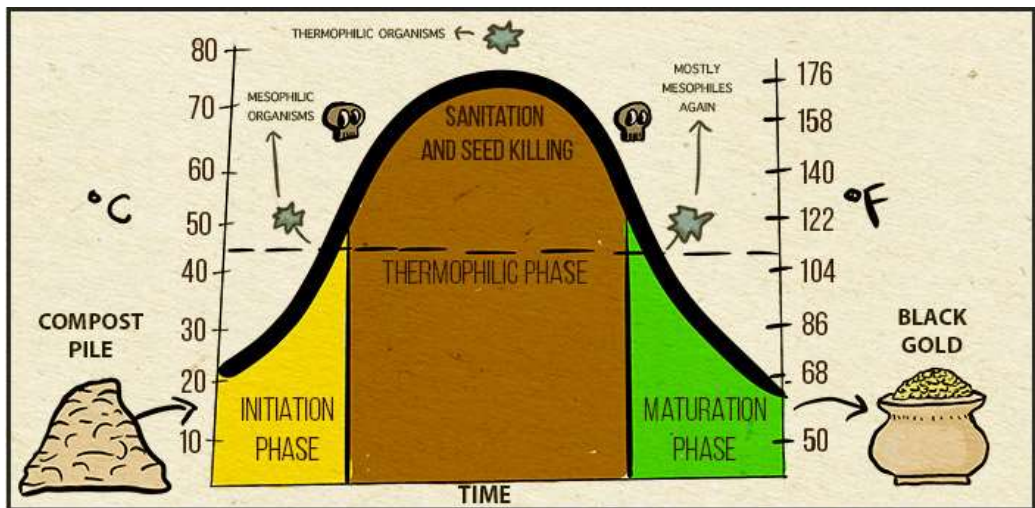 THERMOPHILIC ORGANISMS
MESOPHILIC
ORGANISMS
MOSTLY
MESOPHILES
AGAIN
SANITATION
AND SEED KILLING
THERMOPHILIC PHASE
°C
80
70
60
50
40
30
20
10
°F
176
158
140
122
104
86
68
50
COMPOST
PILE
INITIATION
PHASE
MATURATION
PHASE
BLACK
GOLD
TIME